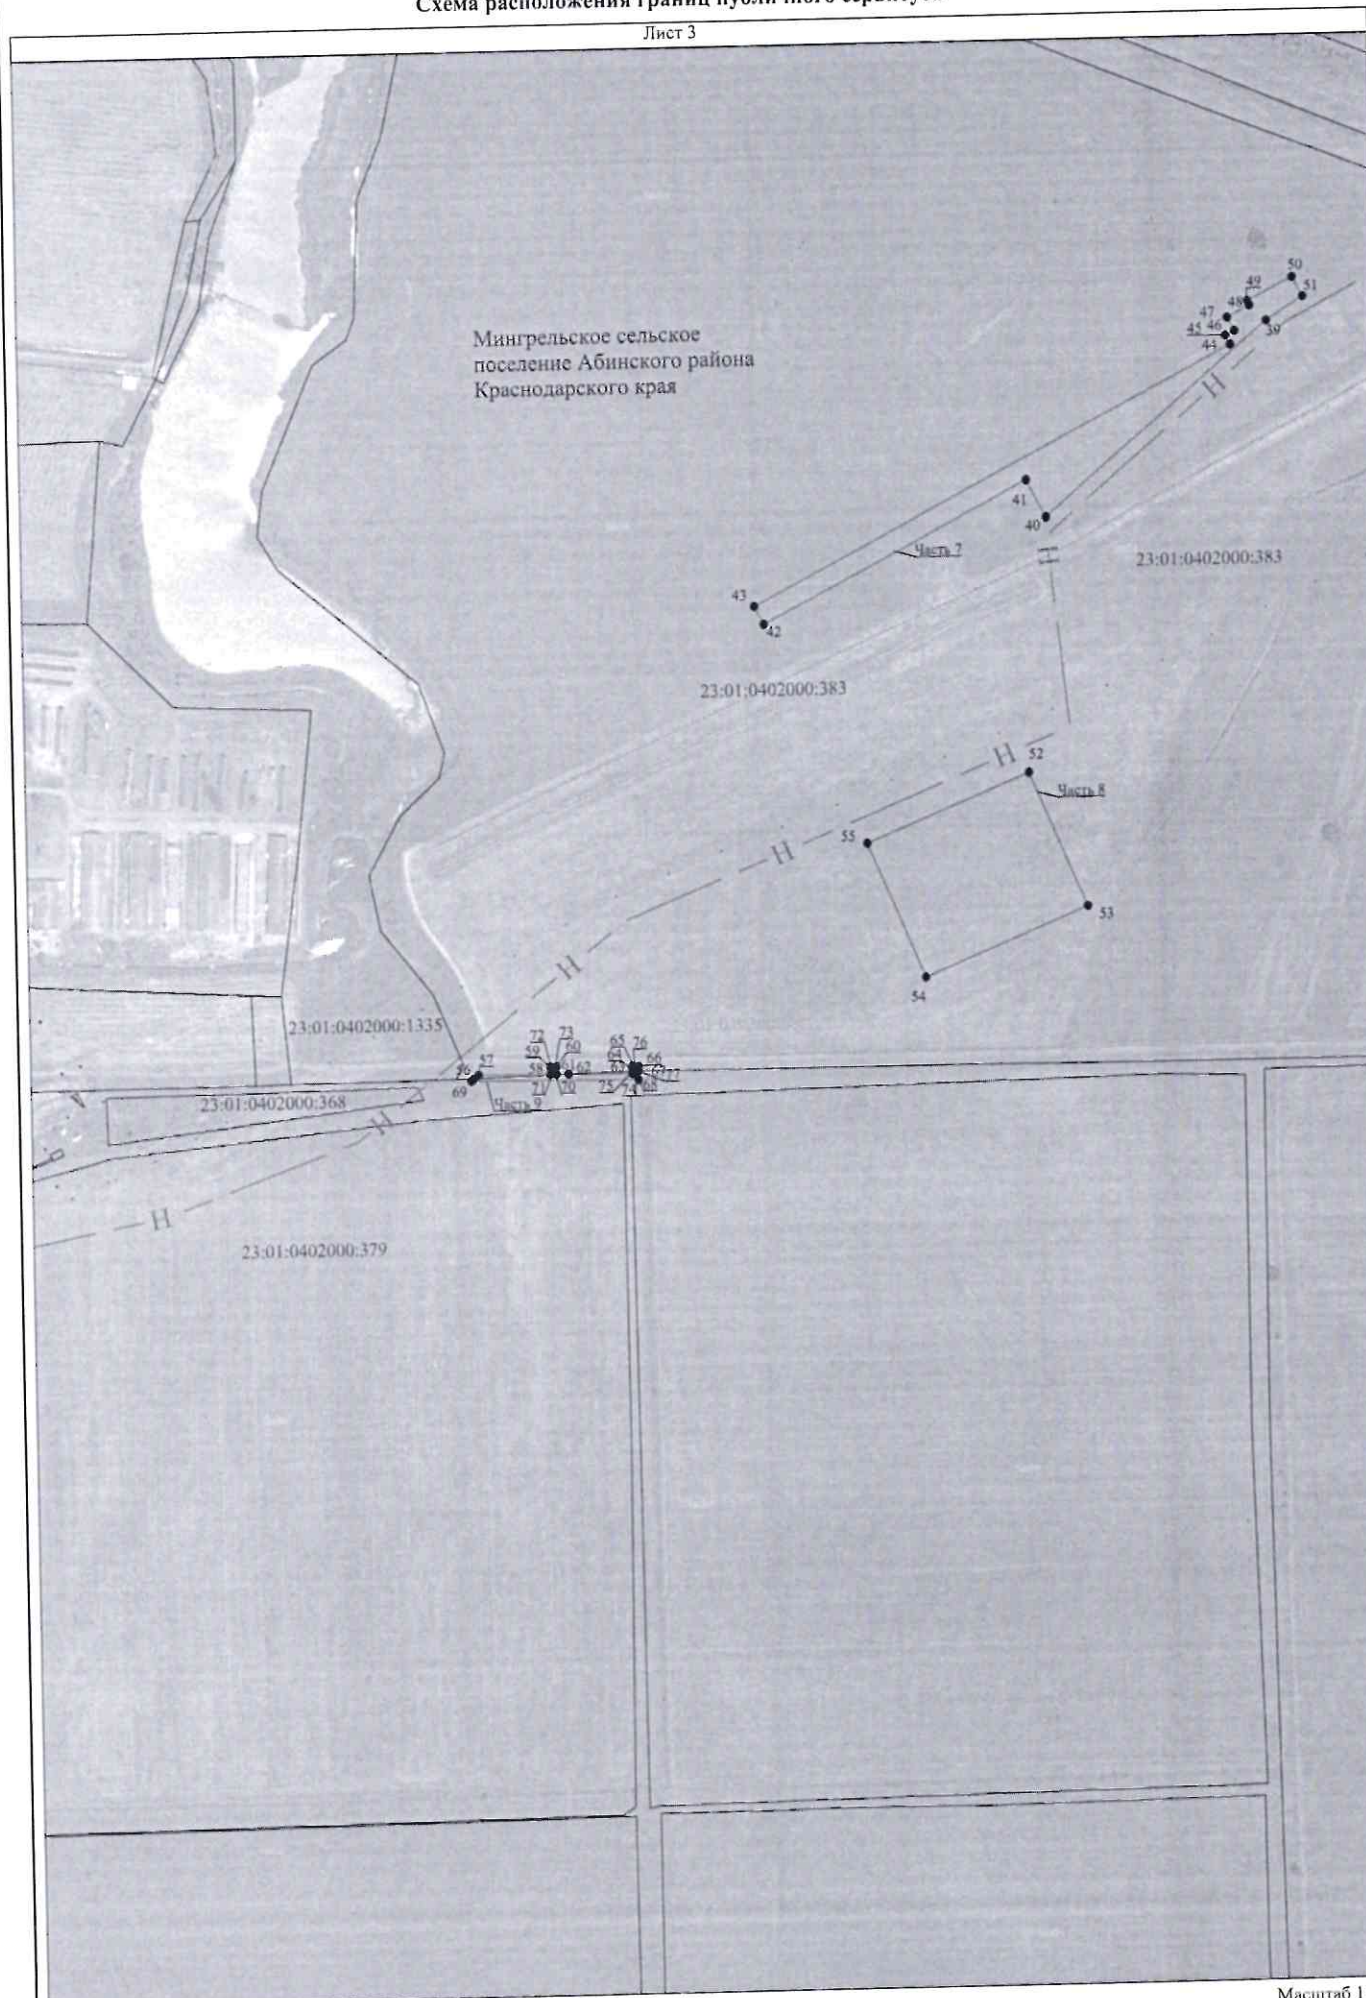 Схема расположения границ публичного
Лист 3
50
49
51
48
47
39
45 46
44
Мингрельское сельское
поселение Абинского района
Краснодарского края
Н
41
40
Часть 7
Н
23:01:0402000:383
43
42
23:01:0402000:383
Н
52
Часть 8
55
Н
53
Н
54
23:01:0402000:1335
72 73
65 76
57
59 60
64 66
58 61 62
63 77
69
71 70
75 74 68
23:01:0402000:368
Часть 9
Н
Н
23:01:0402000:379
Масштаб 1